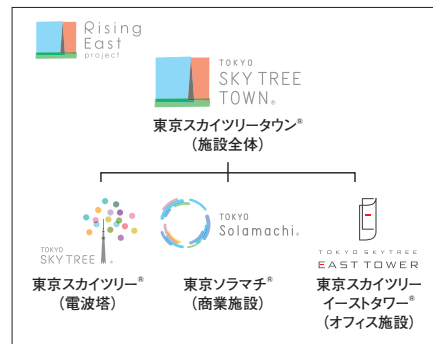 Rising
East
project
TOKYO
SKY TREE
TOWN®
東京スカイツリータウン®
（施設全体）
TOKYO
SKY TREE®
東京スカイツリー®
（電波塔）
TOKYO
Solamachi®
東京ソラマチ®
（商業施設）
TOKYO SKYTREE
EAST TOWER
東京スカイツリー
イーストタワー®
（オフィス施設）